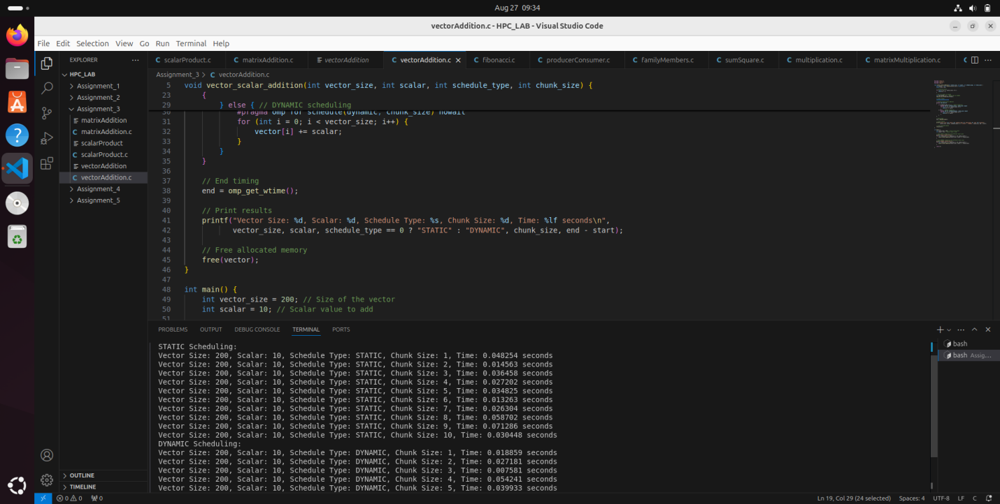 Aug 27 09:34
vectorAddition.c - HPC_LAB - Visual Studio Code
File Edit Selection View Go Run Terminal Help
EXPLORER
HPC_LAB
Assignment_1
Assignment_2
Assignment_3
matrixAddition
C matrixAddition.c
scalarProduct
C scalarProduct.c
vectorAddition
C vectorAddition.c
Assignment_4
Assignment_5
OUTLINE
TIMELINE
C scalarProduct.c C matrixAddition.c vectorAddition C vectorAddition.c C fibonacci.c C producerConsumer.c C familyMembers.c C sumSquare.c C multiplication.c C matrixMultiplication.c C
Assignment_3 > C vectorAddition.c
5 void vector_scalar_addition(int vector_size, int scalar, int schedule_type, int chunk_size) {
23 {
29 } else { // DYNAMIC scheduling
30 #pragma omp for schedule(dynamic, chunk_size) nowait
31 for (int i = 0; i < vector_size; i++) {
32 vector[i] += scalar;
33 }
34 }
35 }
36
37 // End timing
38 end = omp_get_wtime();
39
40 // Print results
41 printf("Vector Size: %d, Scalar: %d, Schedule Type: %s, Chunk Size: %d, Time: %lf seconds\n",
42 vector_size, scalar, schedule_type == 0 ? "STATIC" : "DYNAMIC", chunk_size, end - start);
43
44 // Free allocated memory
45 free(vector);
46 }
47
48 int main() {
49 int vector_size = 200; // Size of the vector
50 int scalar = 10; // Scalar value to add
51
PROBLEMS OUTPUT DEBUG CONSOLE TERMINAL PORTS
STATIC Scheduling:
Vector Size: 200, Scalar: 10, Schedule Type: STATIC, Chunk Size: 1, Time: 0.048254 seconds
Vector Size: 200, Scalar: 10, Schedule Type: STATIC, Chunk Size: 2, Time: 0.014563 seconds
Vector Size: 200, Scalar: 10, Schedule Type: STATIC, Chunk Size: 3, Time: 0.036458 seconds
Vector Size: 200, Scalar: 10, Schedule Type: STATIC, Chunk Size: 4, Time: 0.027202 seconds
Vector Size: 200, Scalar: 10, Schedule Type: STATIC, Chunk Size: 5, Time: 0.034825 seconds
Vector Size: 200, Scalar: 10, Schedule Type: STATIC, Chunk Size: 6, Time: 0.013263 seconds
Vector Size: 200, Scalar: 10, Schedule Type: STATIC, Chunk Size: 7, Time: 0.026304 seconds
Vector Size: 200, Scalar: 10, Schedule Type: STATIC, Chunk Size: 8, Time: 0.058702 seconds
Vector Size: 200, Scalar: 10, Schedule Type: STATIC, Chunk Size: 9, Time: 0.071286 seconds
Vector Size: 200, Scalar: 10, Schedule Type: STATIC, Chunk Size: 10, Time: 0.030448 seconds
DYNAMIC Scheduling:
Vector Size: 200, Scalar: 10, Schedule Type: DYNAMIC, Chunk Size: 1, Time: 0.018859 seconds
Vector Size: 200, Scalar: 10, Schedule Type: DYNAMIC, Chunk Size: 2, Time: 0.027181 seconds
Vector Size: 200, Scalar: 10, Schedule Type: DYNAMIC, Chunk Size: 3, Time: 0.007581 seconds
Vector Size: 200, Scalar: 10, Schedule Type: DYNAMIC, Chunk Size: 4, Time: 0.054241 seconds
Vector Size: 200, Scalar: 10, Schedule Type: DYNAMIC, Chunk Size: 5, Time: 0.039933 seconds
bash
bash Assig...
0 0 0
Ln 19, Col 29 (24 selected) Spaces: 4 UTF-8 LF C